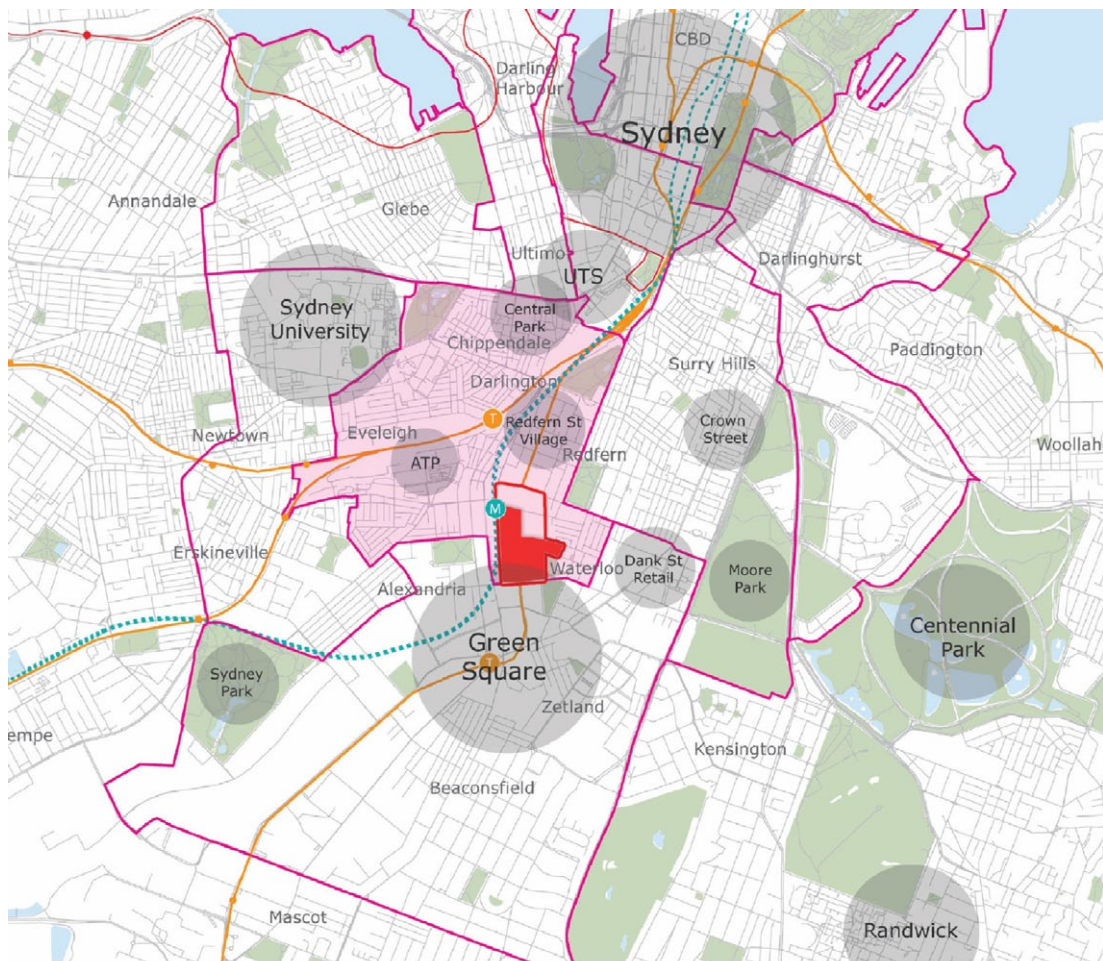 CBD
Darling
Harbour
Sydney
Annandale
Glebe
Ultimo
UTS
Darlinghurst
Sydney
University
Central
Park
Chippendale
Paddington
Surry Hills
Darlington
T
Redfern St
Village
Crown
Street
Newtown
Eveleigh
ATP
Redfern
Woollah
M
Erskineville
Alexandria
Waterloo
Dank St
Retail
Moore
Park
Green
Square
T
Centennial
Park
Sydney
Park
empe
Zetland
Kensington
Beaconsfield
Mascot
Randwick